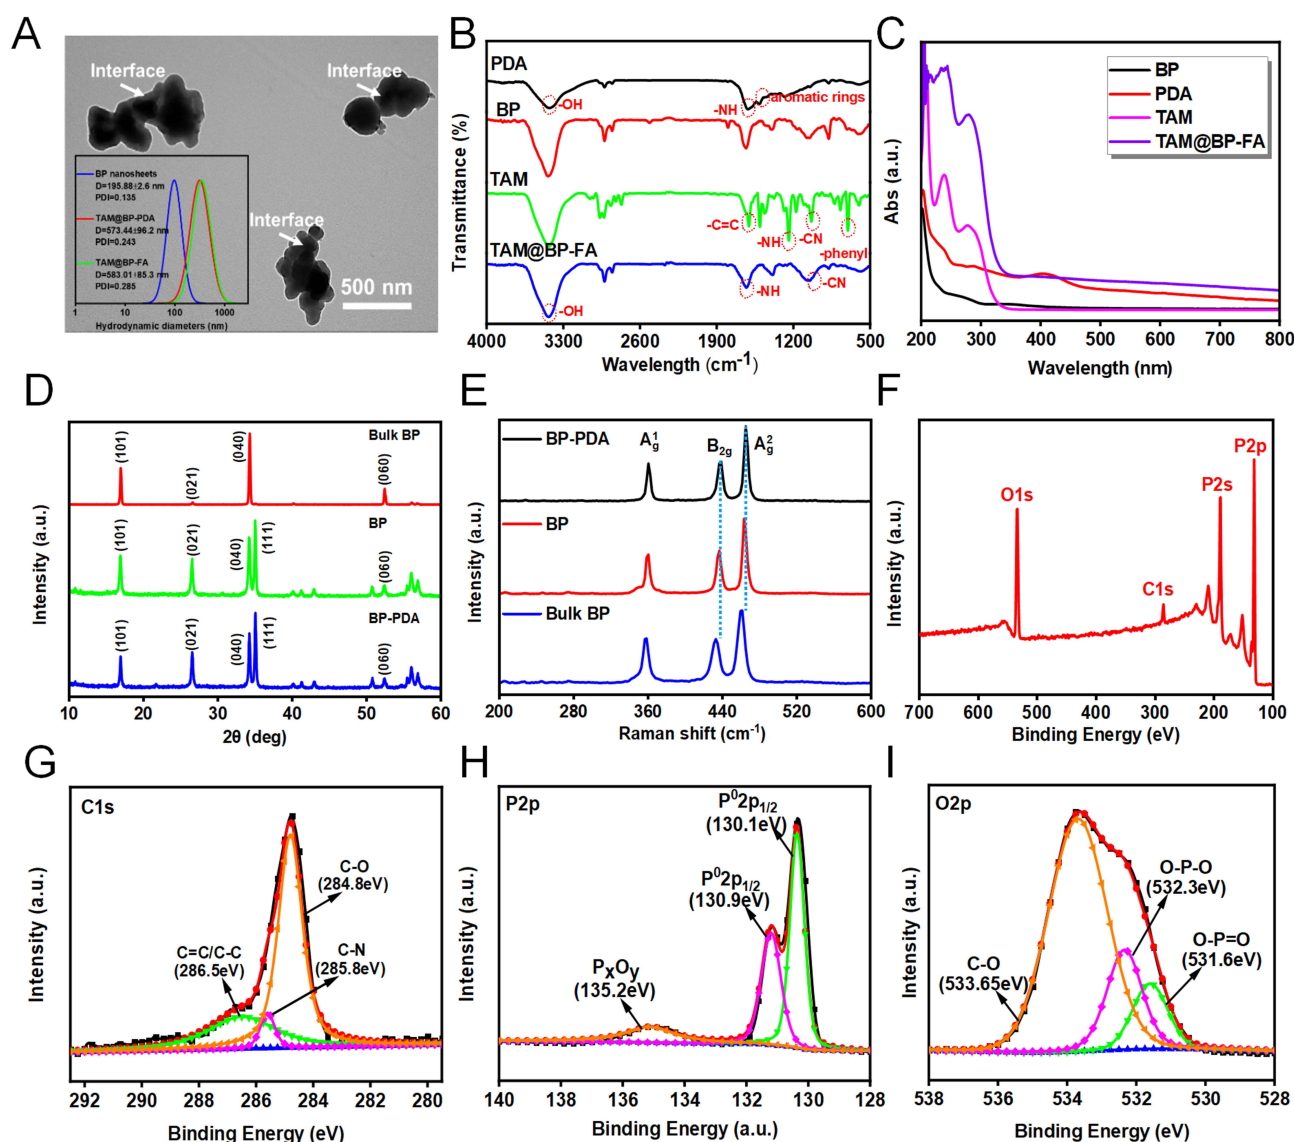 A
Interface
Interface
Interface
BP nanosheets
D=195.88±2.6 nm
PDI=0.135
TAM@BP-PDA
D=573.44±96.2 nm
PDI=0.243
TAM@BP-FA
D=583.01±85.3 nm
PDI=0.285
1 10 100 1000
Hydrodynamic diameters (nm)
500 nm
B
PDA
-OH
-NH
aromatic rings
BP
TAM
-C=C
-NH
-CN
-phenyl
TAM@BP-FA
-OH
-NH
-CN
Transmittance (%)
4000 3300 1600 1200 500
Wavelength (cm⁻¹)
C
BP
PDA
TAM
TAM@BP-FA
Abs (a.u.)
200 300 400 500 600 700 800
Wavelength (nm)
D
Bulk BP
(101)
(021)
(040)
(060)
BP
(101)
(021)
(040)
(111)
(060)
BP-PDA
(101)
(021)
(040)
(111)
(060)
Intensity (a.u.)
10 20 30 40 50 60
2θ (deg)
E
BP-PDA
A¹g
B₂g
A²g
BP
Bulk BP
Intensity (a.u.)
200 360 440 520 600
Raman shift (cm⁻¹)
F
O1s
C1s
P2s
P2p
Intensity (a.u.)
700 600 500 400 300 200 100
Binding Energy (eV)
G
C1s
C-O
(284.8eV)
C=C/C-C
(286.5eV)
C-N
(285.8eV)
Intensity (a.u.)
292 290 288 286 284 282 280
Binding Energy (eV)
H
P2p
P⁰2p₁/₂
(130.1eV)
P⁰2p₁/₂
(130.9eV)
PₓOᵧ
(135.2eV)
Intensity (a.u.)
140 138 136 134 132 130 128
Binding Energy (a.u.)
I
O2p
O-P-O
(532.3eV)
O-P=O
(531.6eV)
C-O
(533.65eV)
Intensity (a.u.)
538 536 534 532 530 528
Binding Energy (eV)